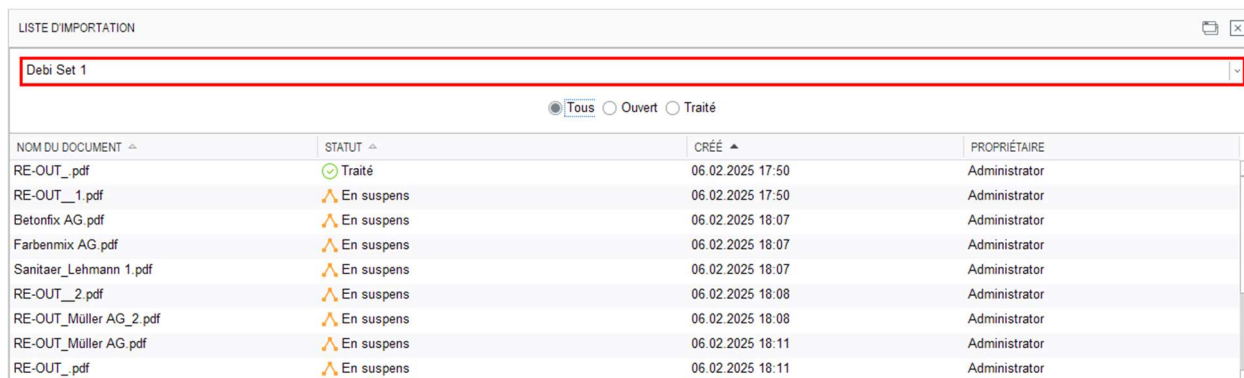 LISTE D'IMPORTATION
Debi Set 1
Tous Ouvert Traité
NOM DU DOCUMENT STATUT CRÉÉ PROPRIÉTAIRE
RE-OUT_.pdf Traité 06.02.2025 17:50 Administrator
RE-OUT__1.pdf En suspens 06.02.2025 17:50 Administrator
Betonfix AG.pdf En suspens 06.02.2025 18:07 Administrator
Farbenmix AG.pdf En suspens 06.02.2025 18:07 Administrator
Sanitaer_Lehmann 1.pdf En suspens 06.02.2025 18:07 Administrator
RE-OUT__2.pdf En suspens 06.02.2025 18:08 Administrator
RE-OUT_Müller AG_2.pdf En suspens 06.02.2025 18:08 Administrator
RE-OUT_Müller AG.pdf En suspens 06.02.2025 18:11 Administrator
RE-OUT_.pdf En suspens 06.02.2025 18:11 Administrator